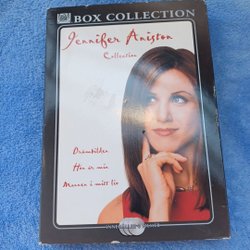 BOX COLLECTION
Jennifer Aniston
Collection
Drömbilden
Hon är min
Mannen i mitt liv